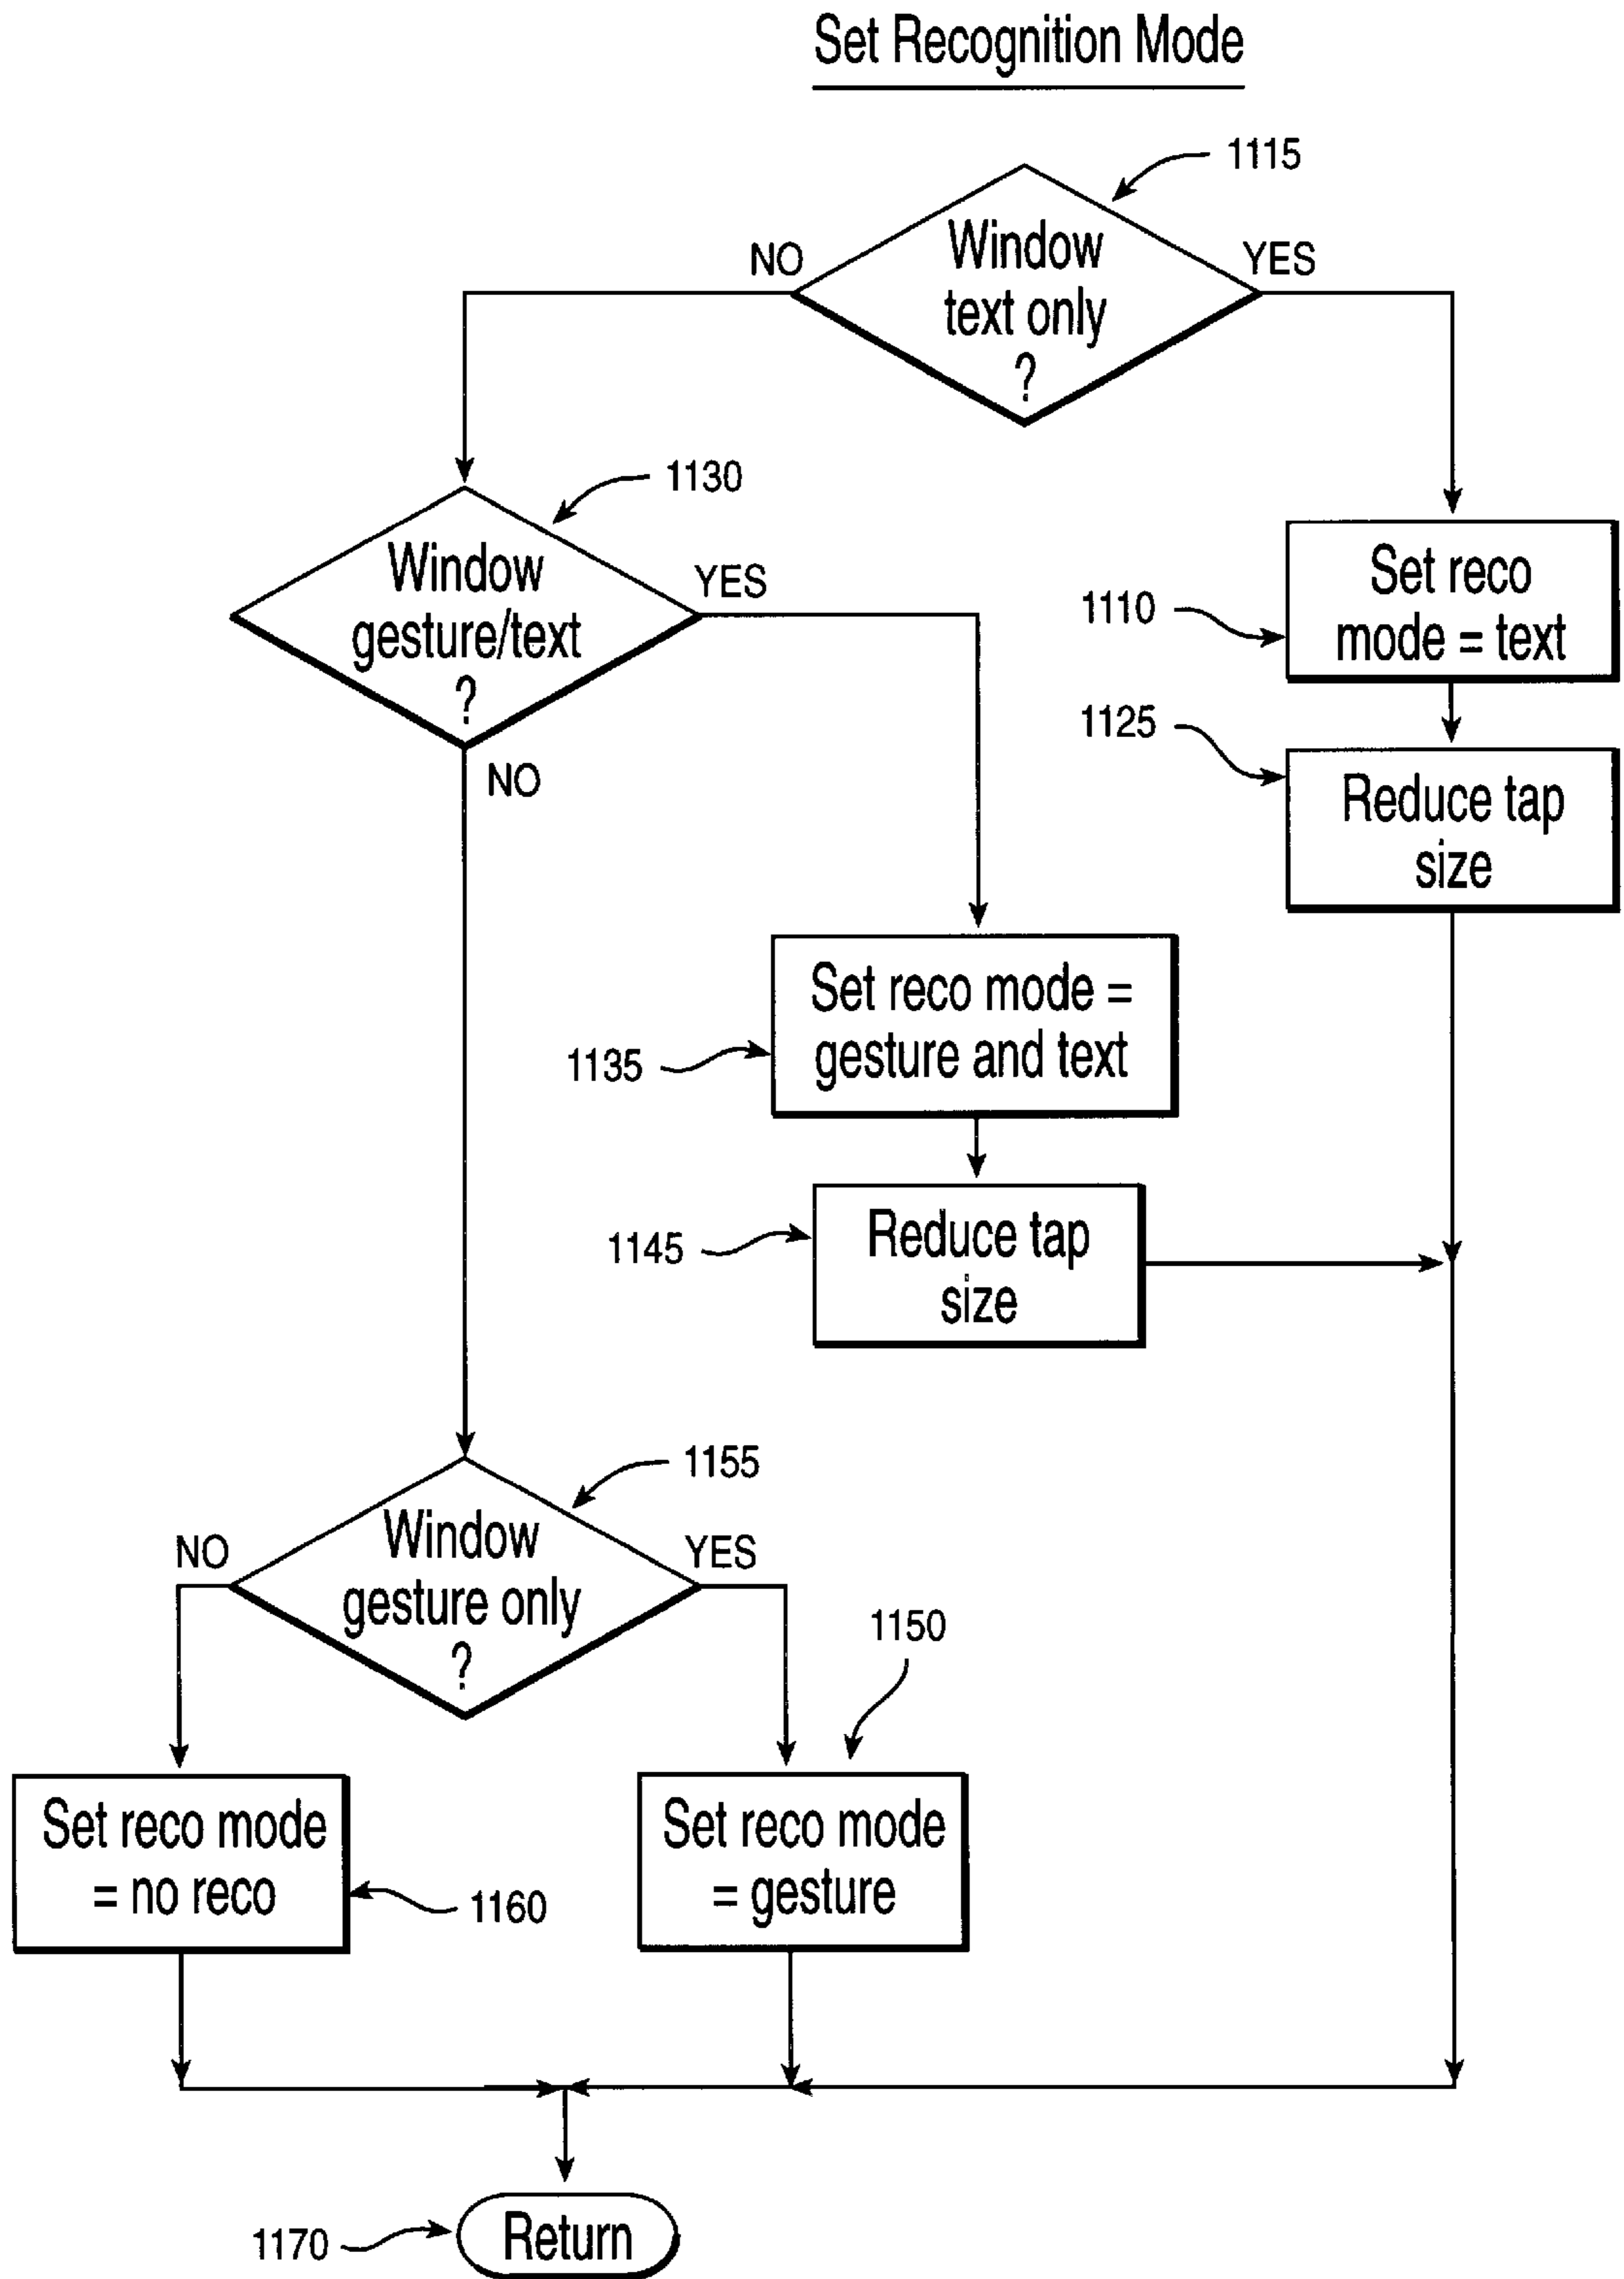 Set Recognition Mode
1115
Window
text only
?
NO
YES
1130
Window
gesture/text
?
YES
NO
1110
Set reco
mode = text
1125
Reduce tap
size
1135
Set reco mode =
gesture and text
1145
Reduce tap
size
1155
Window
gesture only
?
NO
YES
1150
Set reco mode
= no reco
1160
Set reco mode
= gesture
1170
Return